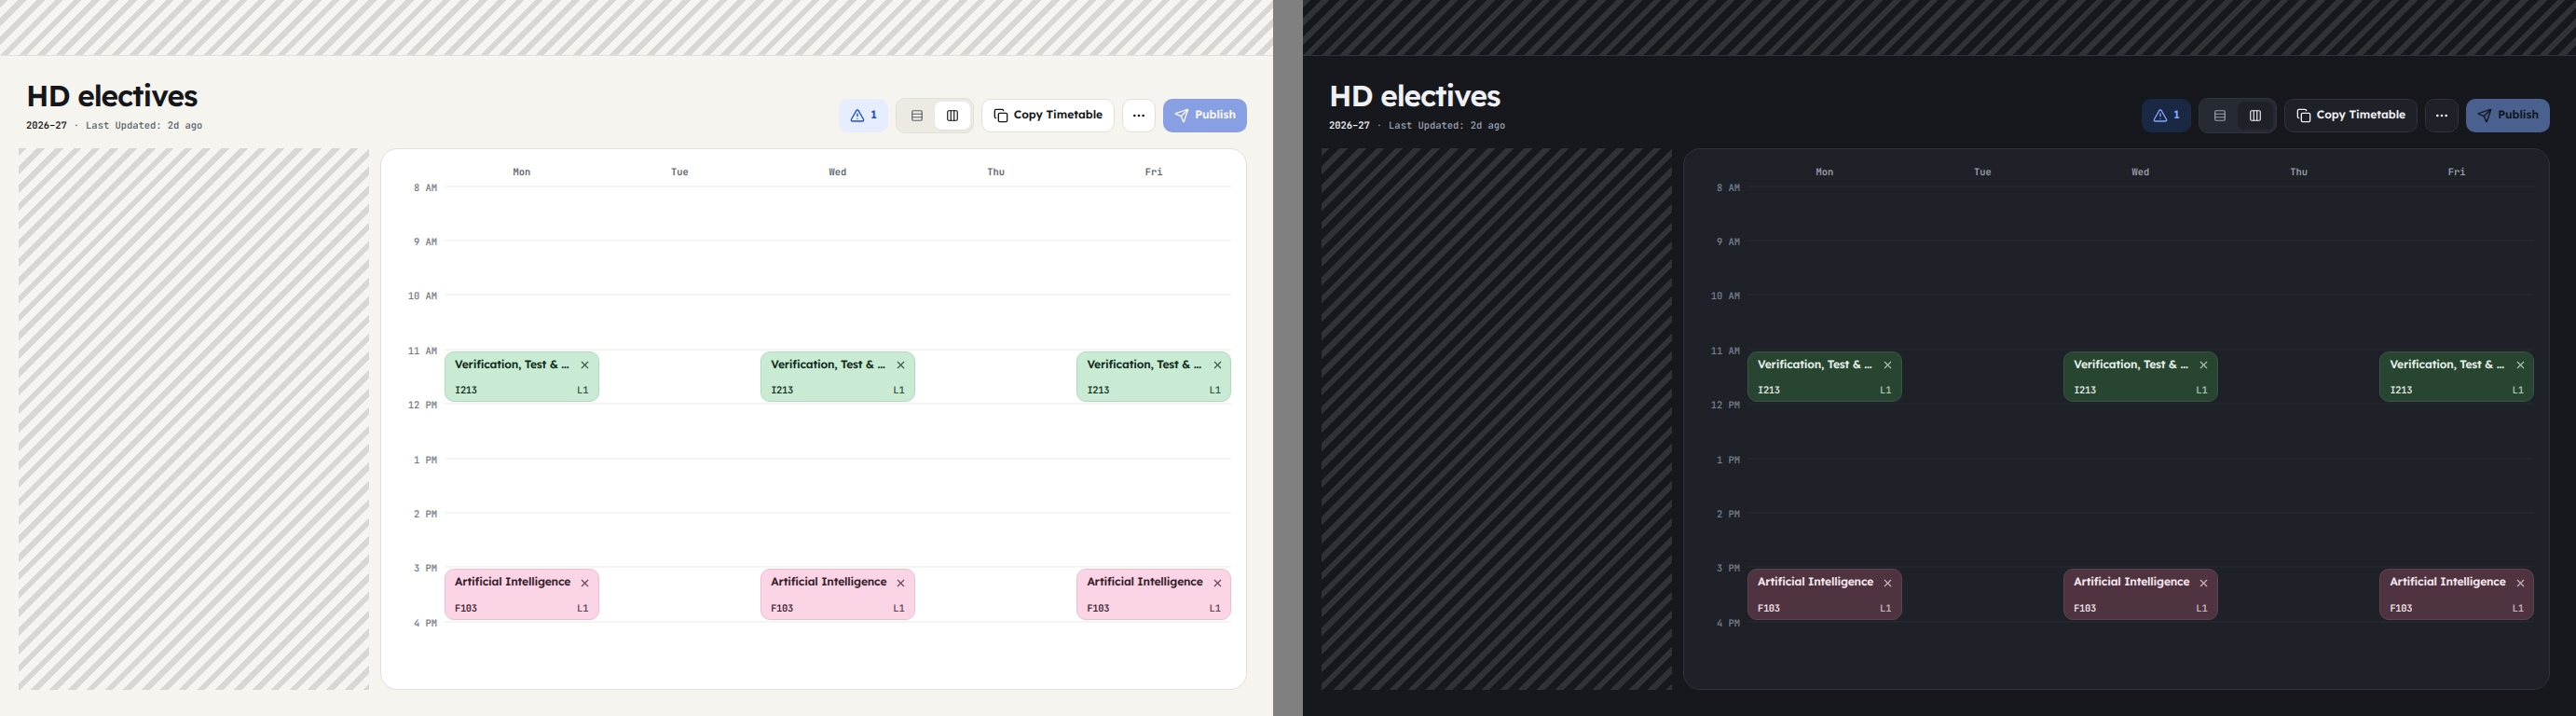 HD electives
2026-27 · Last Updated: 2d ago
1
Copy Timetable
Publish
Mon Tue Wed Thu Fri
8 AM
9 AM
10 AM
11 AM
Verification, Test & … Verification, Test & … Verification, Test & …
I213 L1 I213 L1 I213 L1
12 PM
1 PM
2 PM
3 PM
Artificial Intelligence Artificial Intelligence Artificial Intelligence
F103 L1 F103 L1 F103 L1
4 PM
HD electives
2026-27 · Last Updated: 2d ago
1
Copy Timetable
Publish
Mon Tue Wed Thu Fri
8 AM
9 AM
10 AM
11 AM
Verification, Test & … Verification, Test & … Verification, Test & …
I213 L1 I213 L1 I213 L1
12 PM
1 PM
2 PM
3 PM
Artificial Intelligence Artificial Intelligence Artificial Intelligence
F103 L1 F103 L1 F103 L1
4 PM